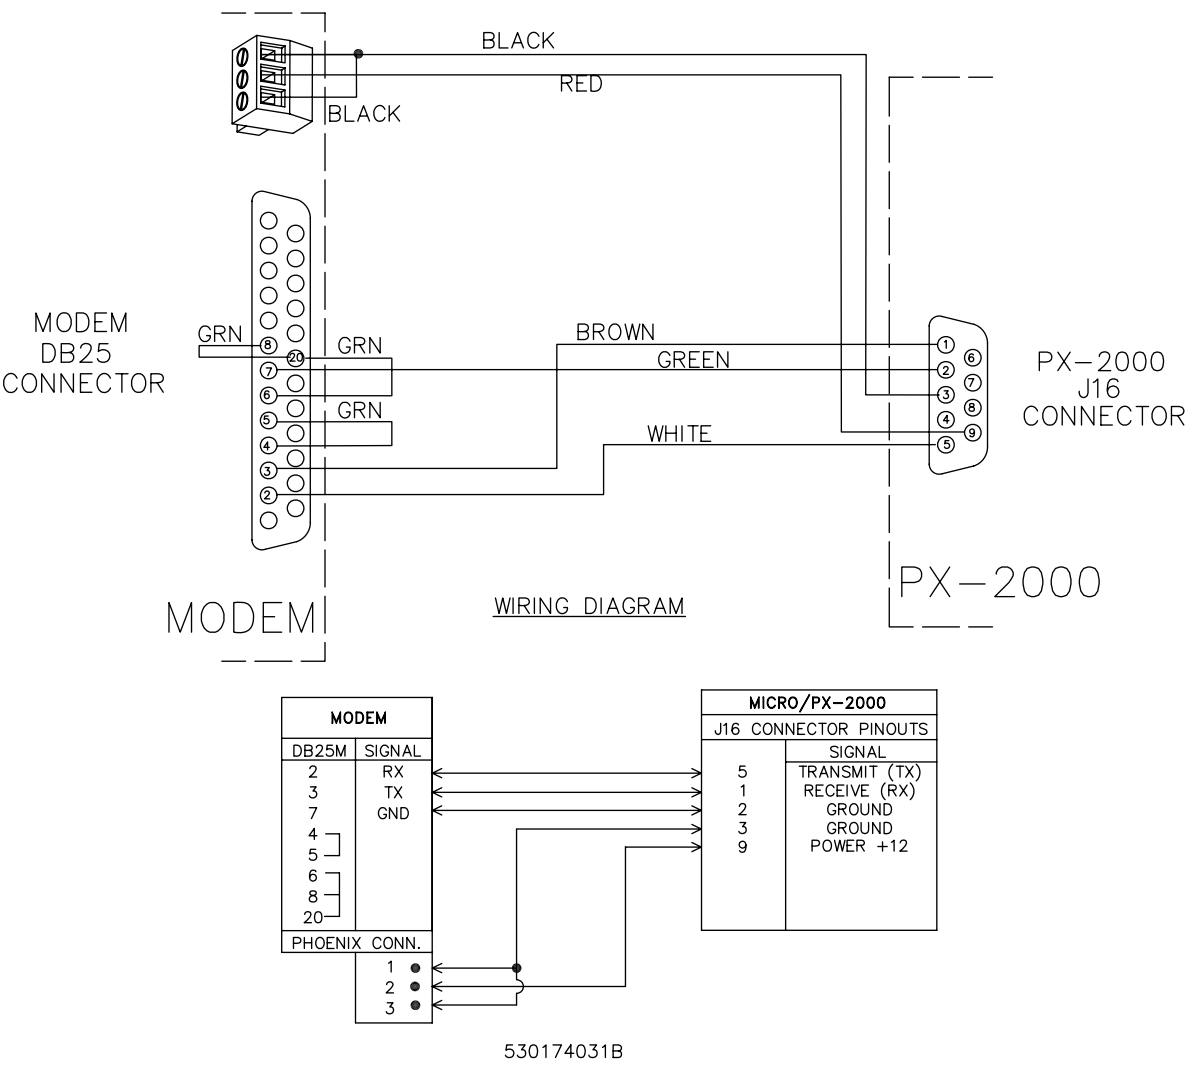 BLACK
RED
BLACK
MODEM
DB25
CONNECTOR
GRN
8
20
GRN
7
6
5
GRN
4
3
2
BROWN
GREEN
WHITE
1
6
2
7
3
8
4
9
5
PX-2000
J16
CONNECTOR
MODEM
PX-2000
WIRING DIAGRAM
MODEM
DB25M SIGNAL
2 RX
3 TX
7 GND
4
5
6
8
20
PHOENIX CONN.
1
2
3
MICRO/PX-2000
J16 CONNECTOR PINOUTS
SIGNAL
5 TRANSMIT (TX)
1 RECEIVE (RX)
2 GROUND
3 GROUND
9 POWER +12
530174031B